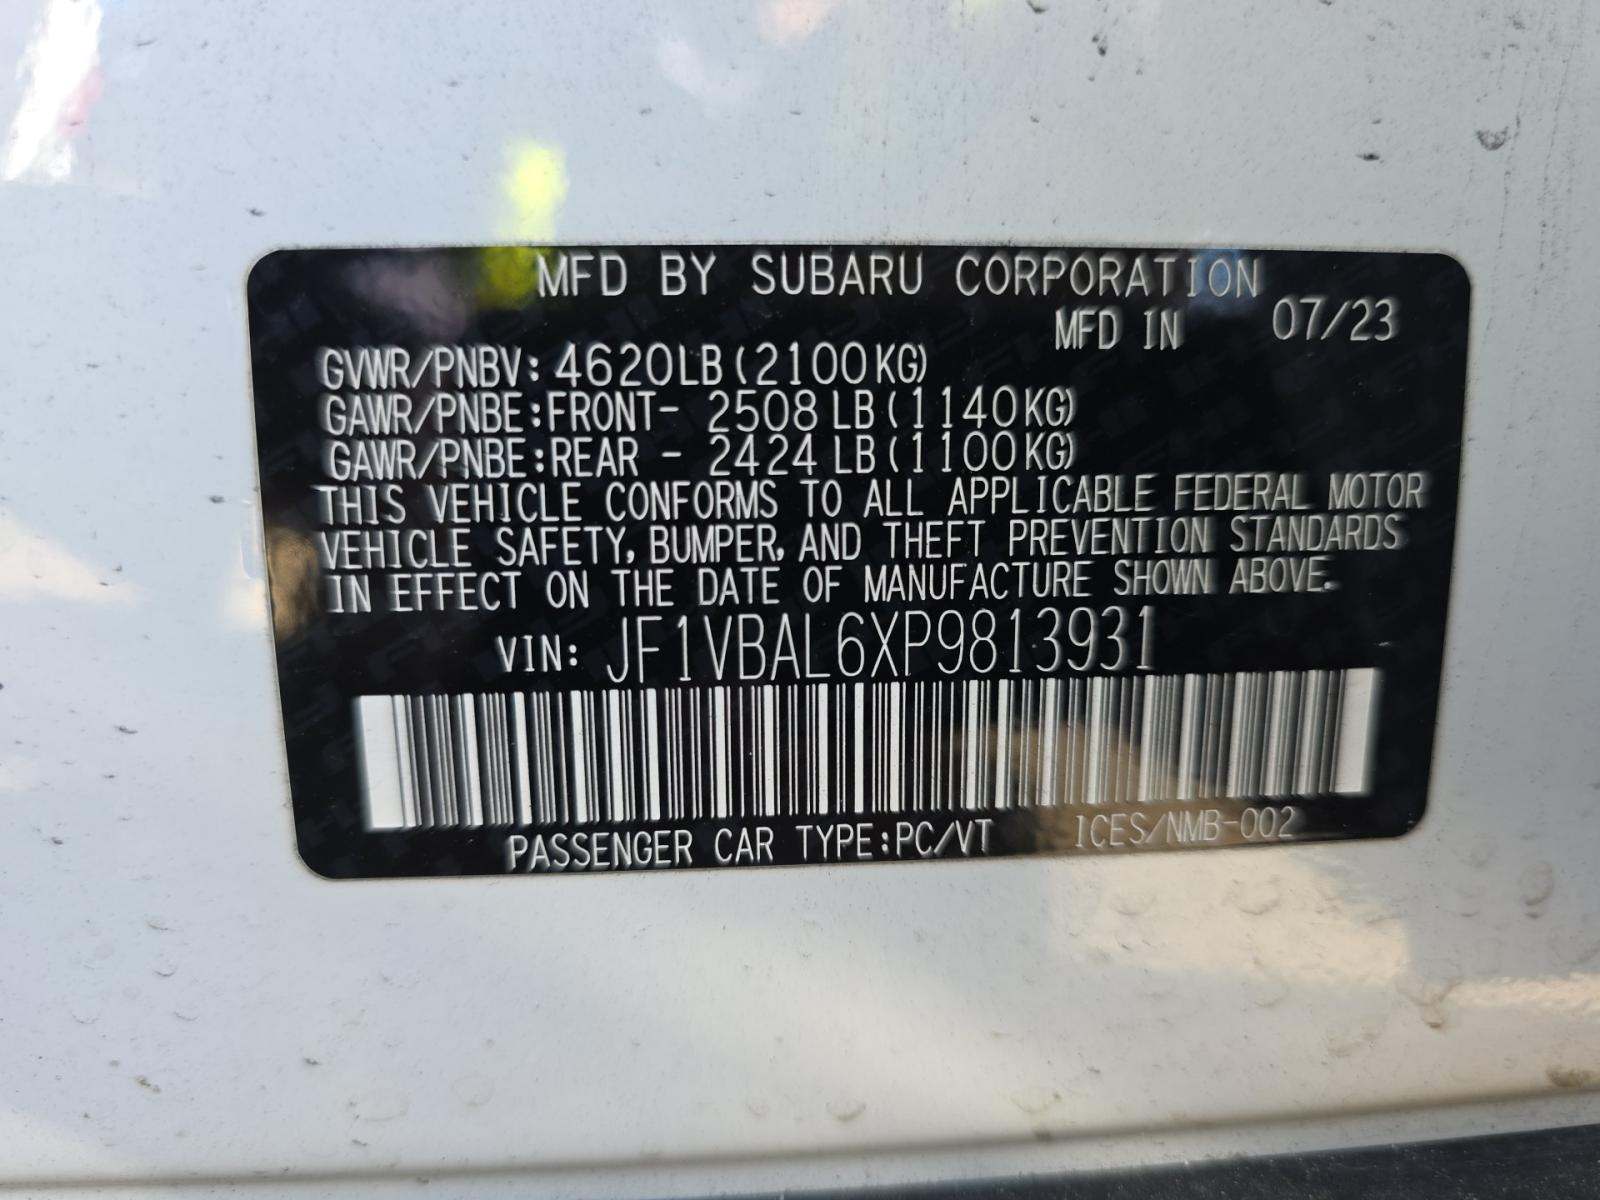 MFD BY SUBARU CORPORATION
MFD IN 07/23
GVWR/PNBV: 4620LB (2100KG)
GAWR/PNBE:FRONT- 2508 LB (1140KG)
GAWR/PNBE:REAR - 2424 LB (1100KG)
THIS VEHICLE CONFORMS TO ALL APPLICABLE FEDERAL MOTOR
VEHICLE SAFETY, BUMPER, AND THEFT PREVENTION STANDARDS
IN EFFECT ON THE DATE OF MANUFACTURE SHOWN ABOVE.
VIN: JF1VBAL6XP9813931
PASSENGER CAR TYPE:PC/VT ICES/NMB-002